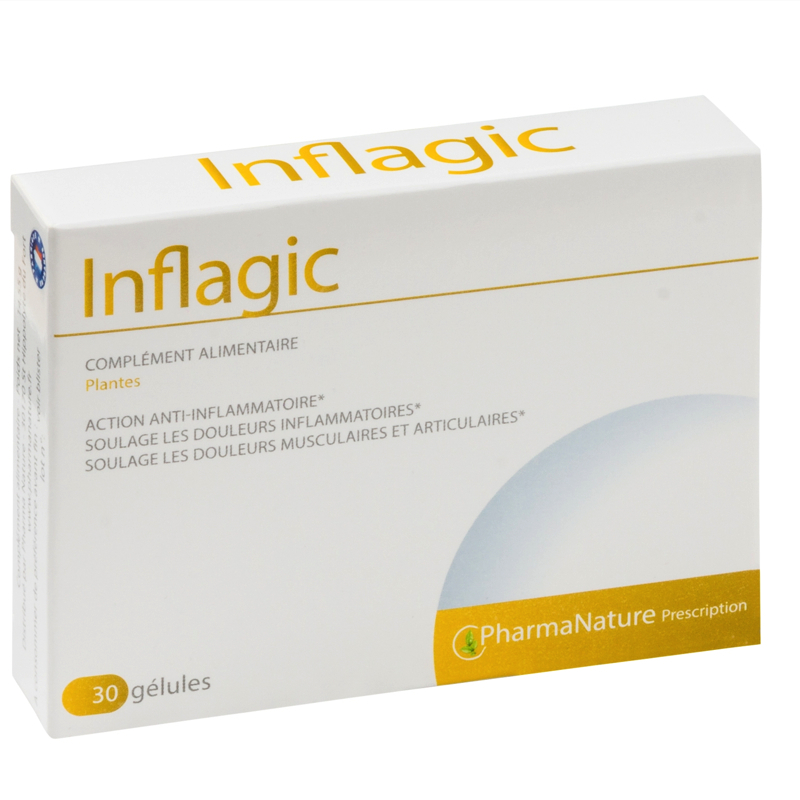 Inflagic
Inflagic
COMPLÉMENT ALIMENTAIRE
Plantes
ACTION ANTI-INFLAMMATOIRE*
SOULAGE LES DOULEURS INFLAMMATOIRES*
SOULAGE LES DOULEURS MUSCULAIRES ET ARTICULAIRES*
PharmaNature Prescription
30 gélules